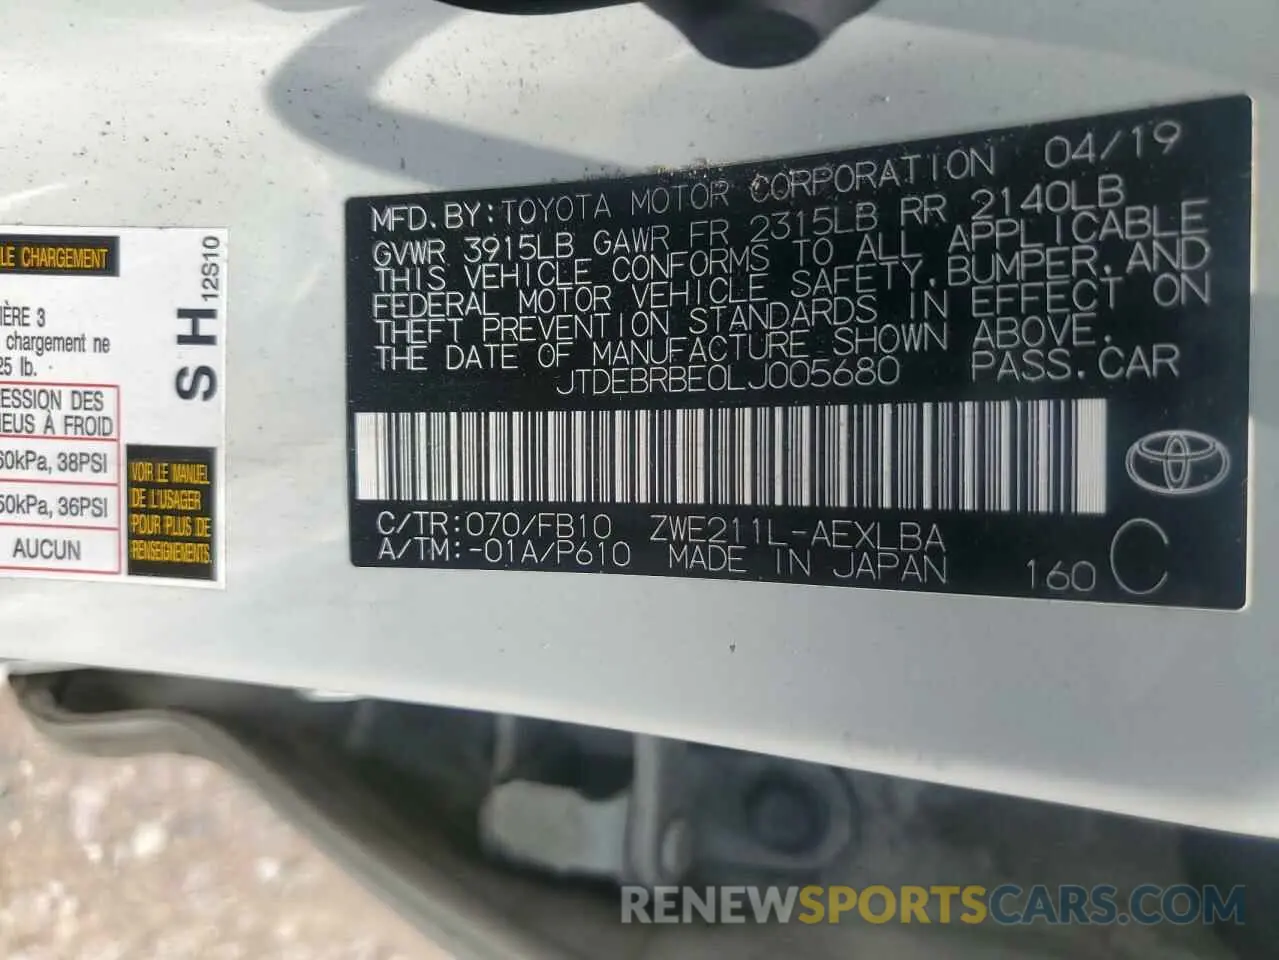 MFD. BY: TOYOTA MOTOR CORPORATION 04/19
GVWR 3915LB GAWR FR 2315LB RR 2140LB
THIS VEHICLE CONFORMS TO ALL APPLICABLE
FEDERAL MOTOR VEHICLE SAFETY, BUMPER, AND
THEFT PREVENTION STANDARDS IN EFFECT ON
THE DATE OF MANUFACTURE SHOWN ABOVE.
JTDEBRBE0LJ005680 PASS. CAR
C/TR: 070/FB10 ZWE211L-AEXLBA
A/TM: -01A/P610 MADE IN JAPAN 160 C
LE CHARGEMENT
IÈRE 3
chargement ne
25 lb.
RESSION DES
NEUS À FROID
60kPa, 38PSI
50kPa, 36PSI
AUCUN
SH 12S10
VOIR LE MANUEL
DE L'USAGER
POUR PLUS DE
RENSEIGNEMENTS.
RENEWSPORTSCARS.COM